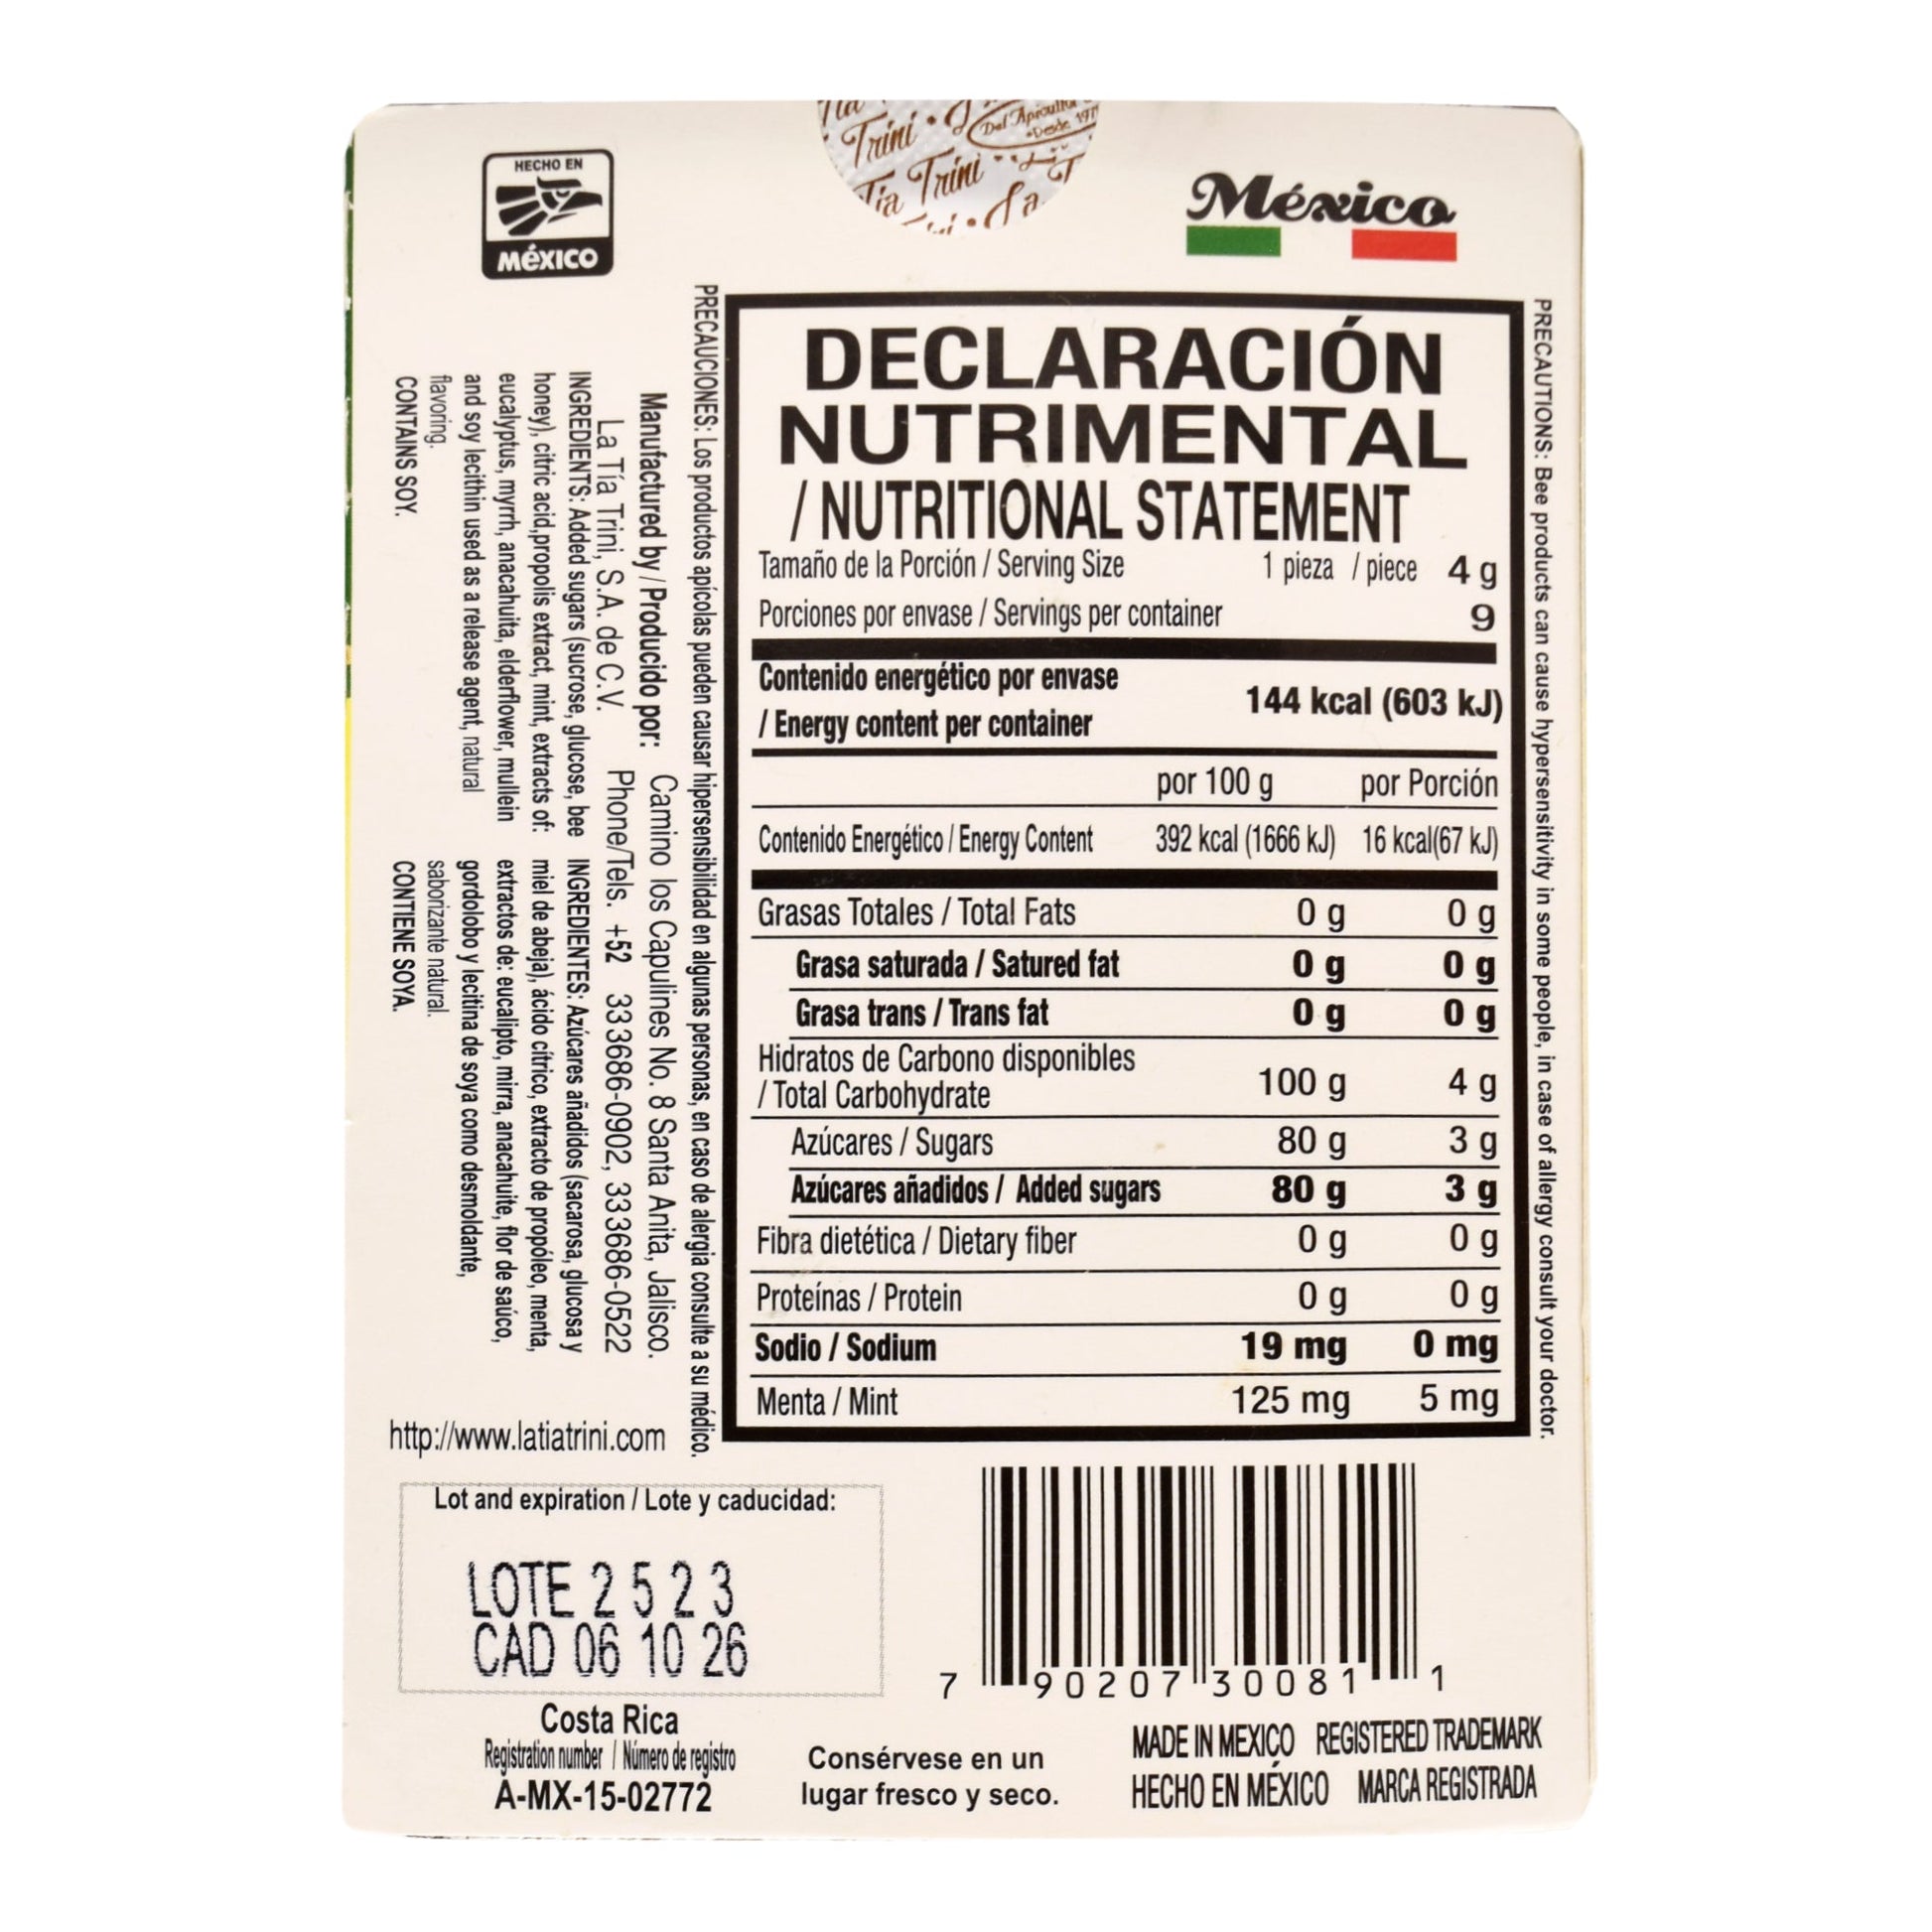 Tía
Trini •
Del Apicultor
Tía Trini
HECHO EN
MéXICO
México
DECLARACIÓN
NUTRIMENTAL
/ NUTRITIONAL STATEMENT
Tamaño de la Porción / Serving Size 1 pieza / piece 4 g
Porciones por envase / Servings per container 9
Contenido energético por envase
/ Energy content per container 144 kcal (603 kJ)
por 100 g por Porción
Contenido Energético / Energy Content 392 kcal (1666 kJ) 16 kcal(67 kJ)
Grasas Totales / Total Fats 0 g 0 g
Grasa saturada / Satured fat 0 g 0 g
Grasa trans / Trans fat 0 g 0 g
Hidratos de Carbono disponibles
/ Total Carbohydrate 100 g 4 g
Azúcares / Sugars 80 g 3 g
Azúcares añadidos / Added sugars 80 g 3 g
Fibra dietética / Dietary fiber 0 g 0 g
Proteínas / Protein 0 g 0 g
Sodio / Sodium 19 mg 0 mg
Menta / Mint 125 mg 5 mg
PRECAUTIONS: Bee products can cause hypersensitivity in some people, in case of allergy consult your doctor.
PRECAUCIONES: Los productos apícolas pueden causar hipersensibilidad en algunas personas, en caso de alergia consulte a su médico.
Manufactured by / Producido por: Camino los Capulines No. 8 Santa Anita, Jalisco.
La Tía Trini, S.A. de C.V. Phone/Tels. +52 333686-0902, 333686-0522
INGREDIENTS: Added sugars (sucrose, glucose, bee
honey), citric acid,propolis extract, mint, extracts of:
eucalyptus, myrrh, anacahuita, elderflower, mullein
and soy lecithin used as a release agent, natural
flavoring.
CONTAINS SOY.
INGREDIENTES: Azúcares añadidos (sacarosa, glucosa y
miel de abeja), ácido cítrico, extracto de propóleo, menta,
extractos de: eucalipto, mirra, anacahuite, flor de saúco,
gordolobo y lecitina de soya como desmoldante,
saborizante natural.
CONTIENE SOYA.
http://www.latiatrini.com
Lot and expiration / Lote y caducidad:
LOTE 2523
CAD 06 10 26
Costa Rica
Registration number / Número de registro
A-MX-15-02772
7 90207 30081 1
Consérvese en un
lugar fresco y seco.
MADE IN MEXICO REGISTERED TRADEMARK
HECHO EN MÉXICO MARCA REGISTRADA